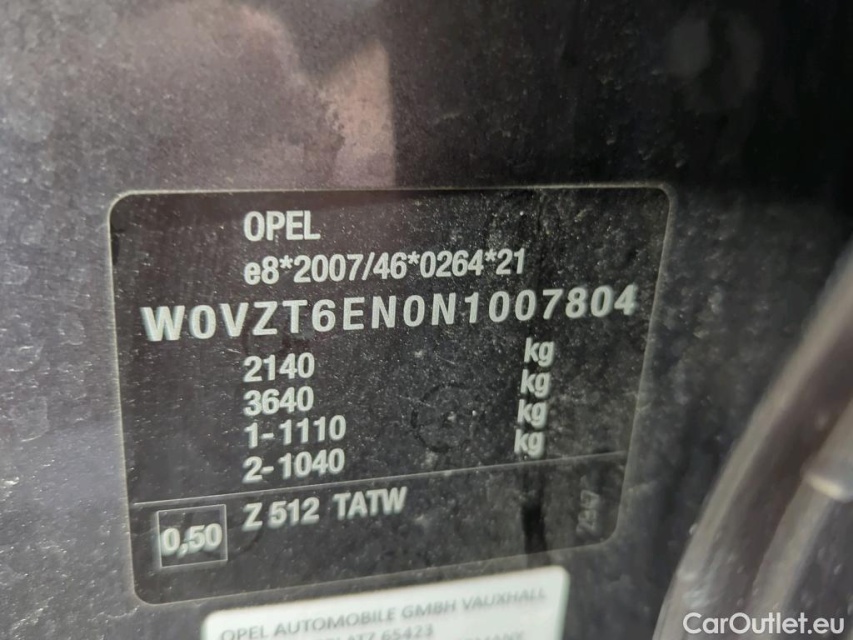 OPEL
e8*2007/46*0264*21
W0VZT6EN0N1007804
2140 kg
3640 kg
1-1110 kg
2-1040 kg
0,50 Z 512 TATW
OPEL AUTOMOBILE GMBH VAUXHALL
65423
CarOutlet.eu